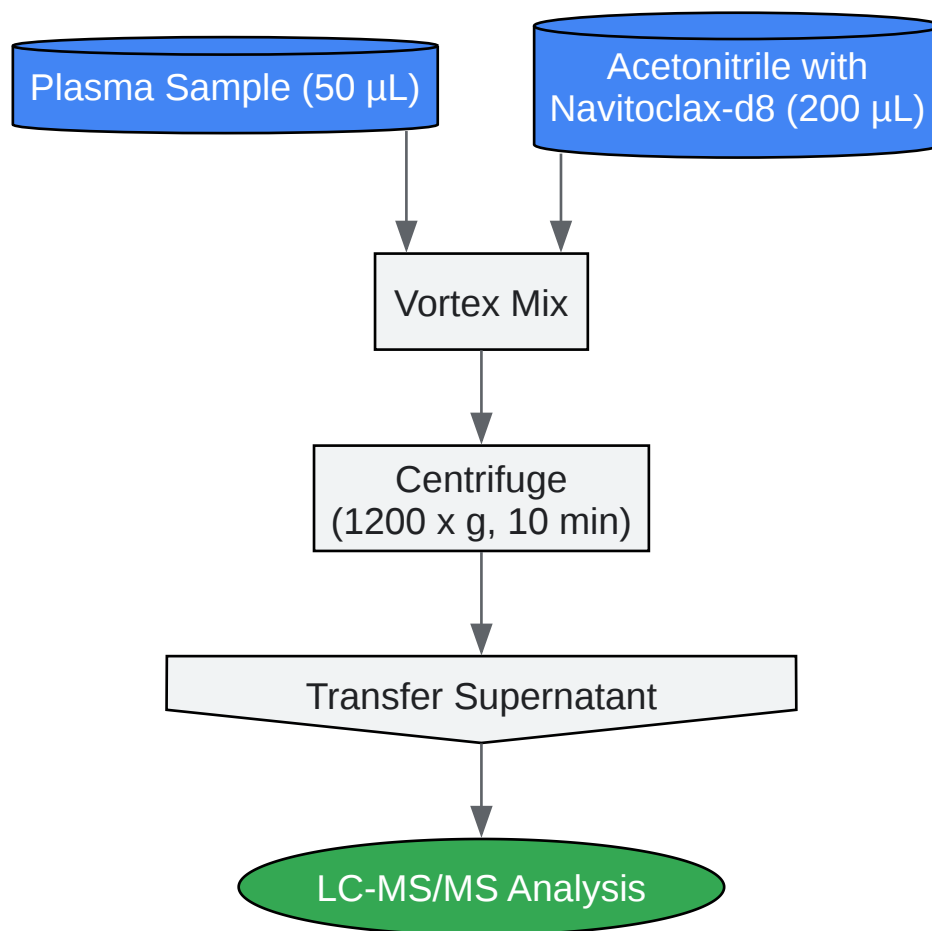 Plasma Sample (50 µL)
Acetonitrile with
Navitoclax-d8 (200 µL)
Vortex Mix
Centrifuge
(1200 x g, 10 min)
Transfer Supernatant
LC-MS/MS Analysis